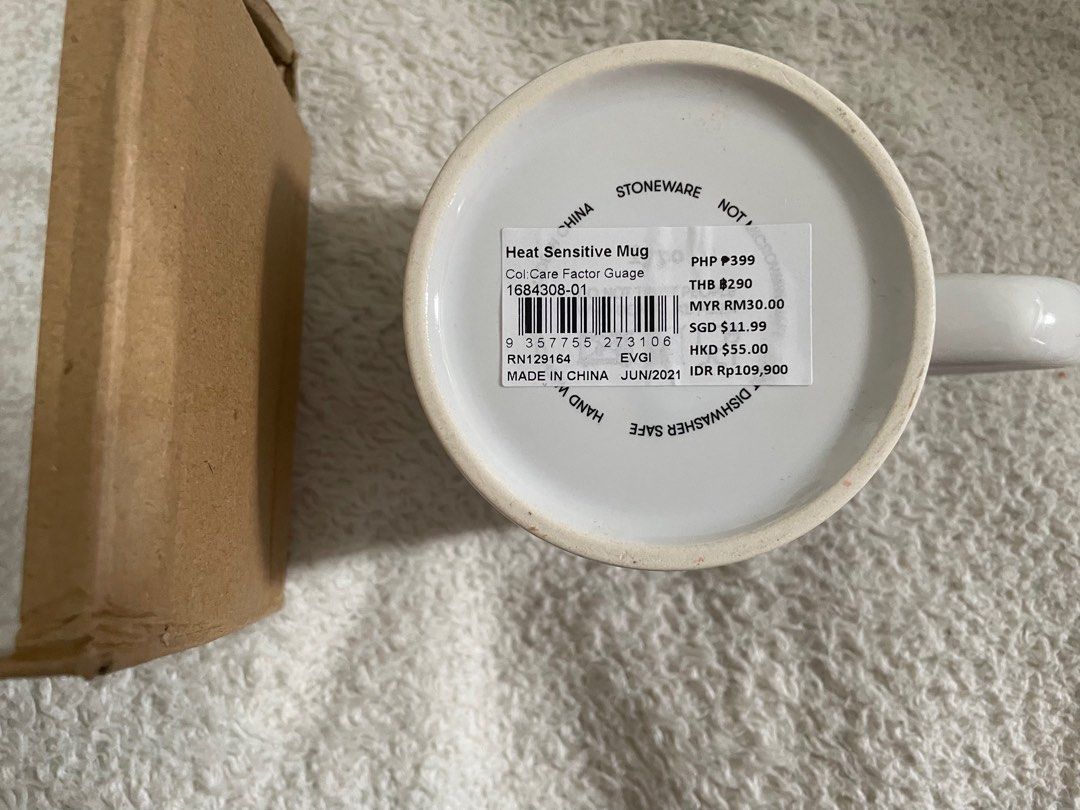 STONEWARE
NOT
CHINA
Heat Sensitive Mug
Col:Care Factor Guage
1684308-01
9 357755 273106
RN129164 EVGI
MADE IN CHINA JUN/2021
PHP ₱399
THB ฿290
MYR RM30.00
SGD $11.99
HKD $55.00
IDR Rp109,900
HAND
DISHWASHER SAFE